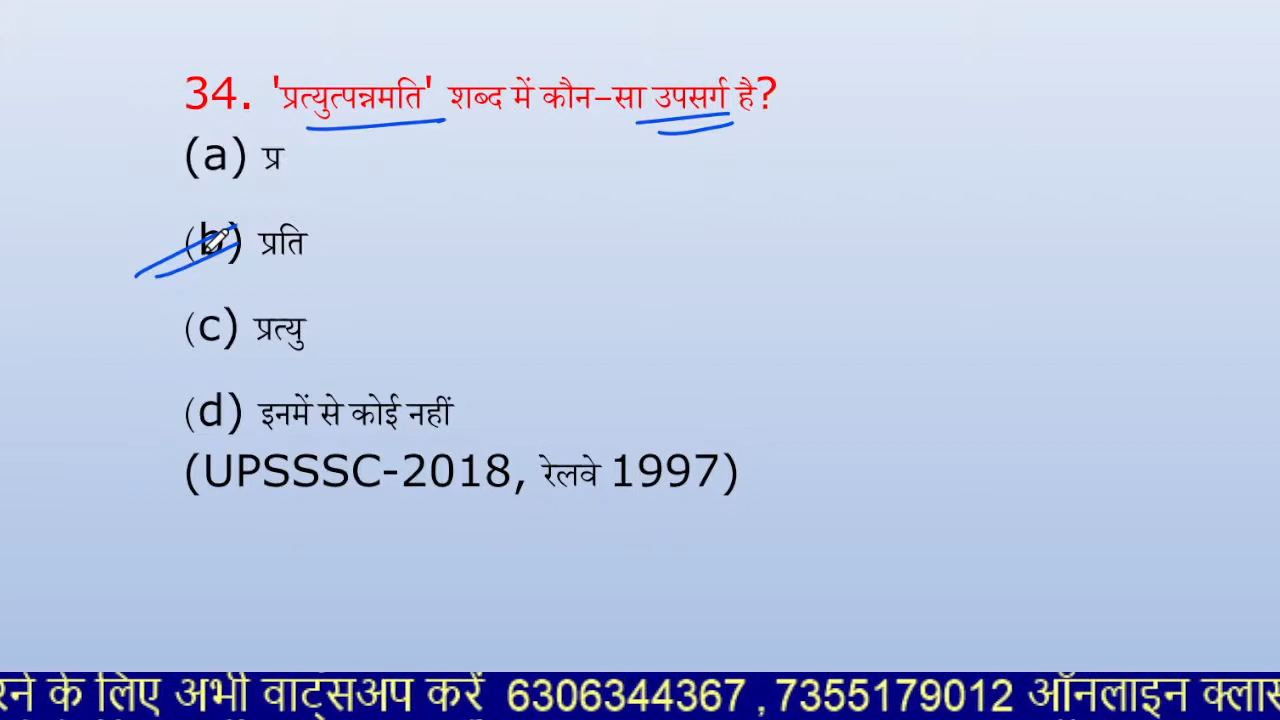 34. 'प्रत्युत्पन्नमति' शब्द में कौन-सा उपसर्ग है?
(a) प्र
(b) प्रति
(c) प्रत्यु
(d) इनमें से कोई नहीं
(UPSSSC-2018, रेलवे 1997)
रने के लिए अभी वाट्सअप करें 6306344367 , 7355179012 ऑनलाइन क्लास